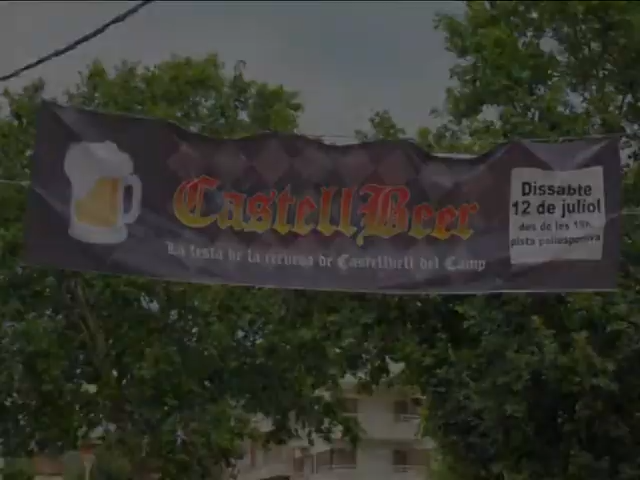 CastellBeer
La festa de la cervesa de Castellvell del Camp
Dissabte
12 de juliol
des de les 19h.
pista poliesportiva